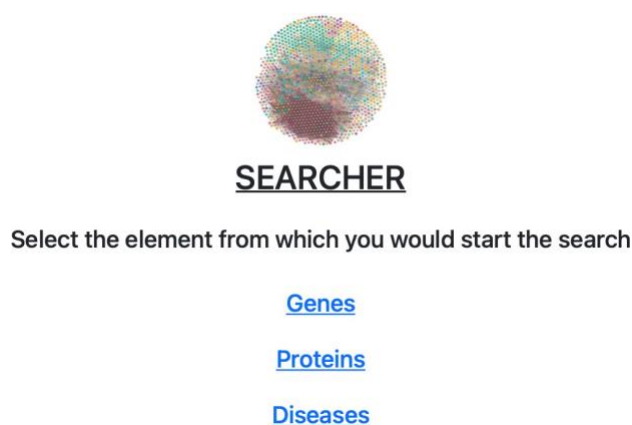 SEARCHER
Select the element from which you would start the search
Genes
Proteins
Diseases